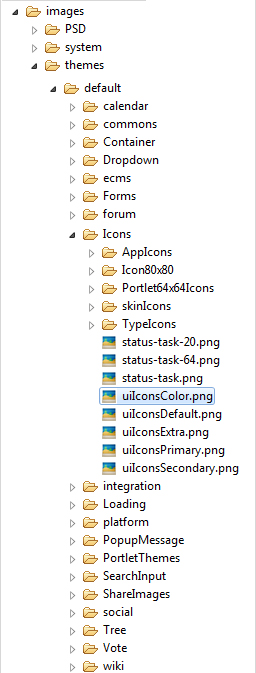 images
PSD
system
themes
default
calendar
commons
Container
Dropdown
ecms
Forms
forum
Icons
AppIcons
Icon80x80
Portlet64x64Icons
skinIcons
TypeIcons
status-task-20.png
status-task-64.png
status-task.png
uiIconsColor.png
uiIconsDefault.png
uiIconsExtra.png
uiIconsPrimary.png
uiIconsSecondary.png
integration
Loading
platform
PopupMessage
PortletThemes
SearchInput
ShareImages
social
Tree
Vote
wiki